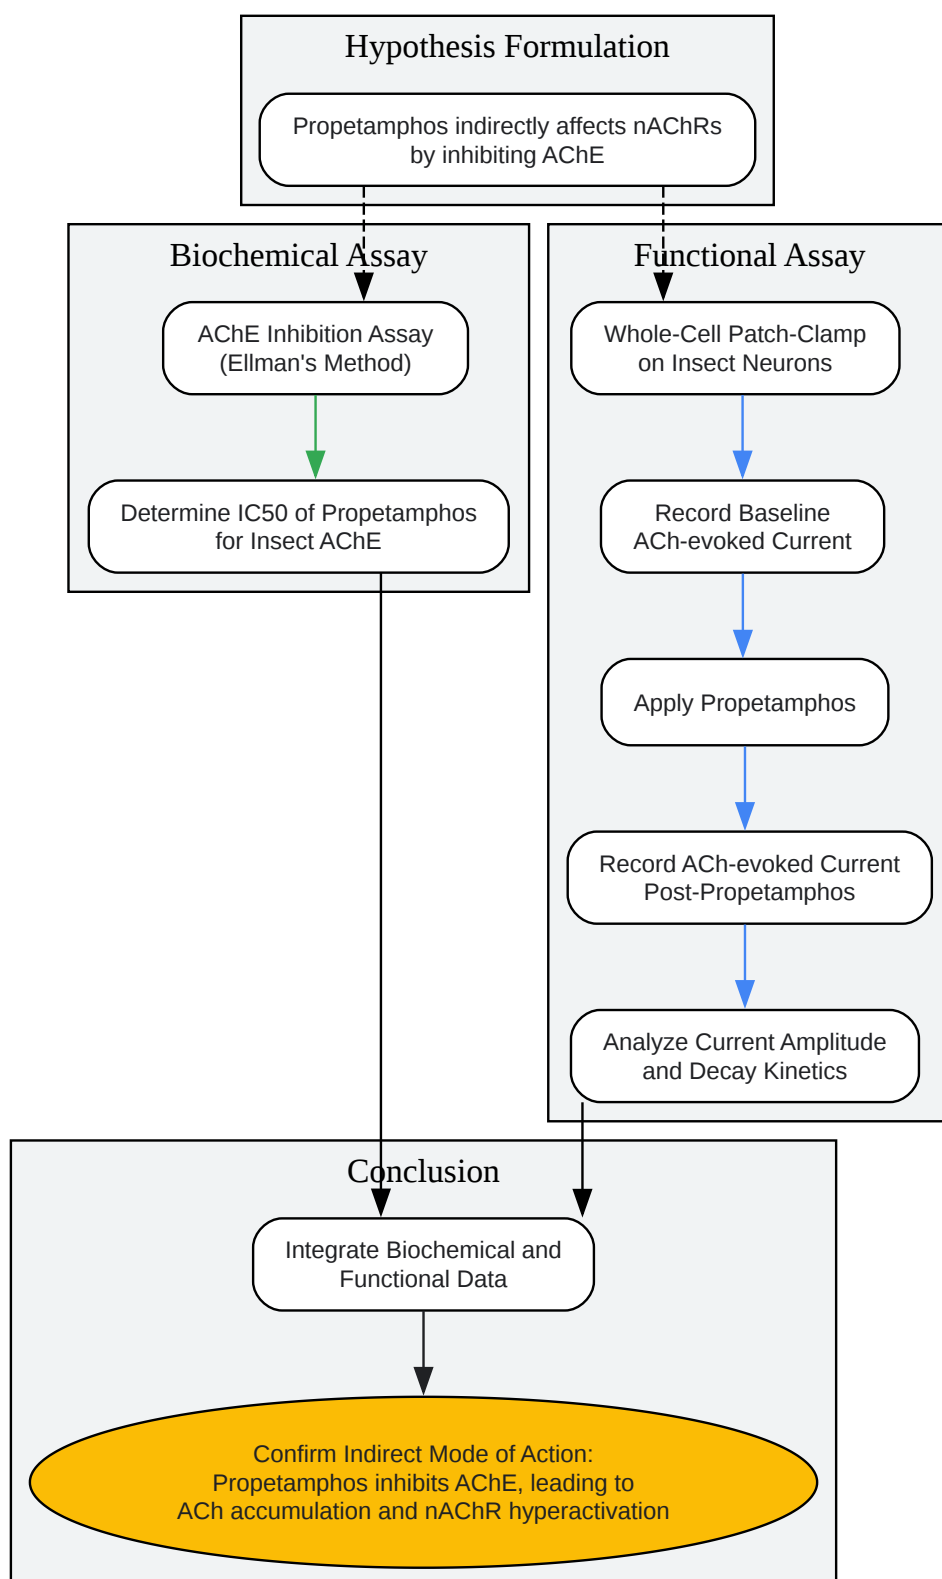 Hypothesis Formulation
Propetamphos indirectly affects nAChRs
by inhibiting AChE
Biochemical Assay
AChE Inhibition Assay
(Ellman's Method)
Determine IC50 of Propetamphos
for Insect AChE
Functional Assay
Whole-Cell Patch-Clamp
on Insect Neurons
Record Baseline
ACh-evoked Current
Apply Propetamphos
Record ACh-evoked Current
Post-Propetamphos
Analyze Current Amplitude
and Decay Kinetics
Conclusion
Integrate Biochemical and
Functional Data
Confirm Indirect Mode of Action:
Propetamphos inhibits AChE, leading to
ACh accumulation and nAChR hyperactivation